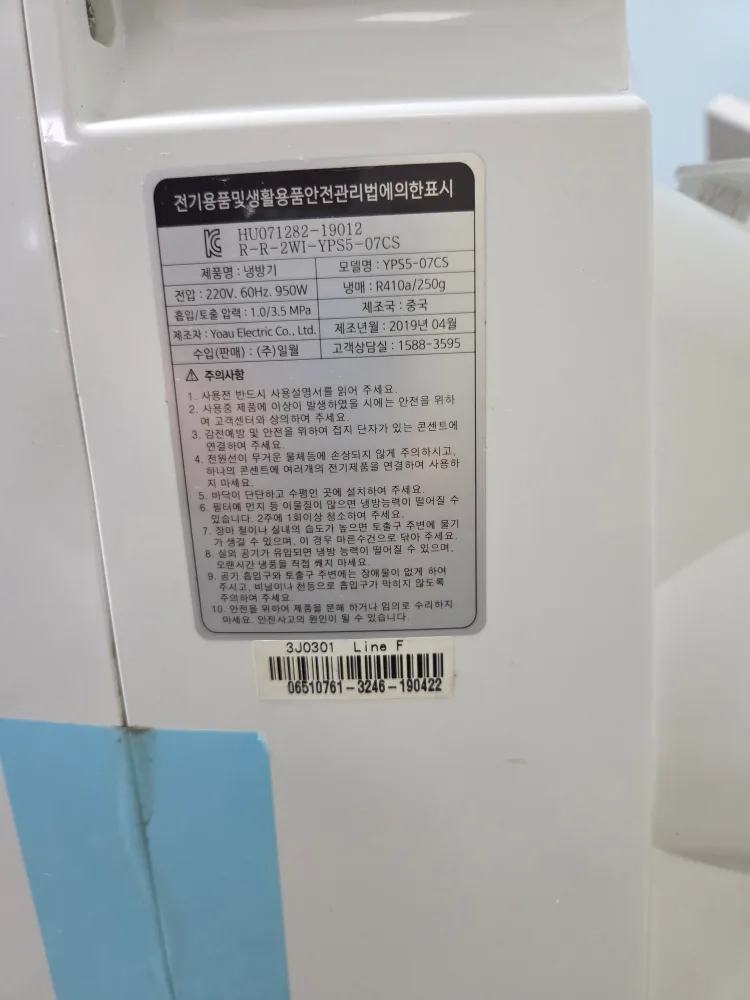 전기용품및생활용품안전관리법에의한표시
HU071282-19012
R-R-2WI-YPS5-07CS
제품명 : 냉방기
모델명 : YPS5-07CS
전압 : 220V. 60Hz. 950W
냉매 : R410a/250g
흡입/토출 압력 : 1.0/3.5 MPa
제조국 : 중국
제조자 : Yoau Electric Co., Ltd.
제조년월 : 2019년 04월
수입(판매) : (주)일월
고객상담실 : 1588-3595
주의사항
1. 사용전 반드시 사용설명서를 읽어 주세요.
2. 사용중 제품에 이상이 발생하였을 시에는 안전을 위하
여 고객센터와 상의하여 주세요.
3. 감전예방 및 안전을 위하여 접지 단자가 있는 콘센트에
연결하여 주세요.
4. 전원선이 무거운 물체등에 손상되지 않게 주의하시고,
하나의 콘센트에 여러개의 전기제품을 연결하여 사용하
지 마세요.
5. 바닥이 단단하고 수평인 곳에 설치하여 주세요.
6. 필터에 먼지 등 이물질이 많으면 냉방능력이 떨어질 수
있습니다. 2주에 1회이상 청소하여 주세요.
7. 장마 철이나 실내의 습도가 높으면 토출구 주변에 물기
가 생길 수 있으며, 이 경우 마른수건으로 닦아 주세요.
8. 실외 공기가 유입되면 냉방 능력이 떨어질 수 있으며,
오랜시간 냉풍을 직접 쐐지 마세요.
9. 공기 흡입구와 토출구 주변에는 장애물이 없게 하여
주시고, 비닐이나 천등으로 흡입구가 막히지 않도록
주의하여 주세요.
10. 안전을 위하여 제품을 분해 하거나 임의로 수리하지
마세요. 안전사고의 원인이 될 수 있습니다.
3J0301 Line F
06510761-3246-190422